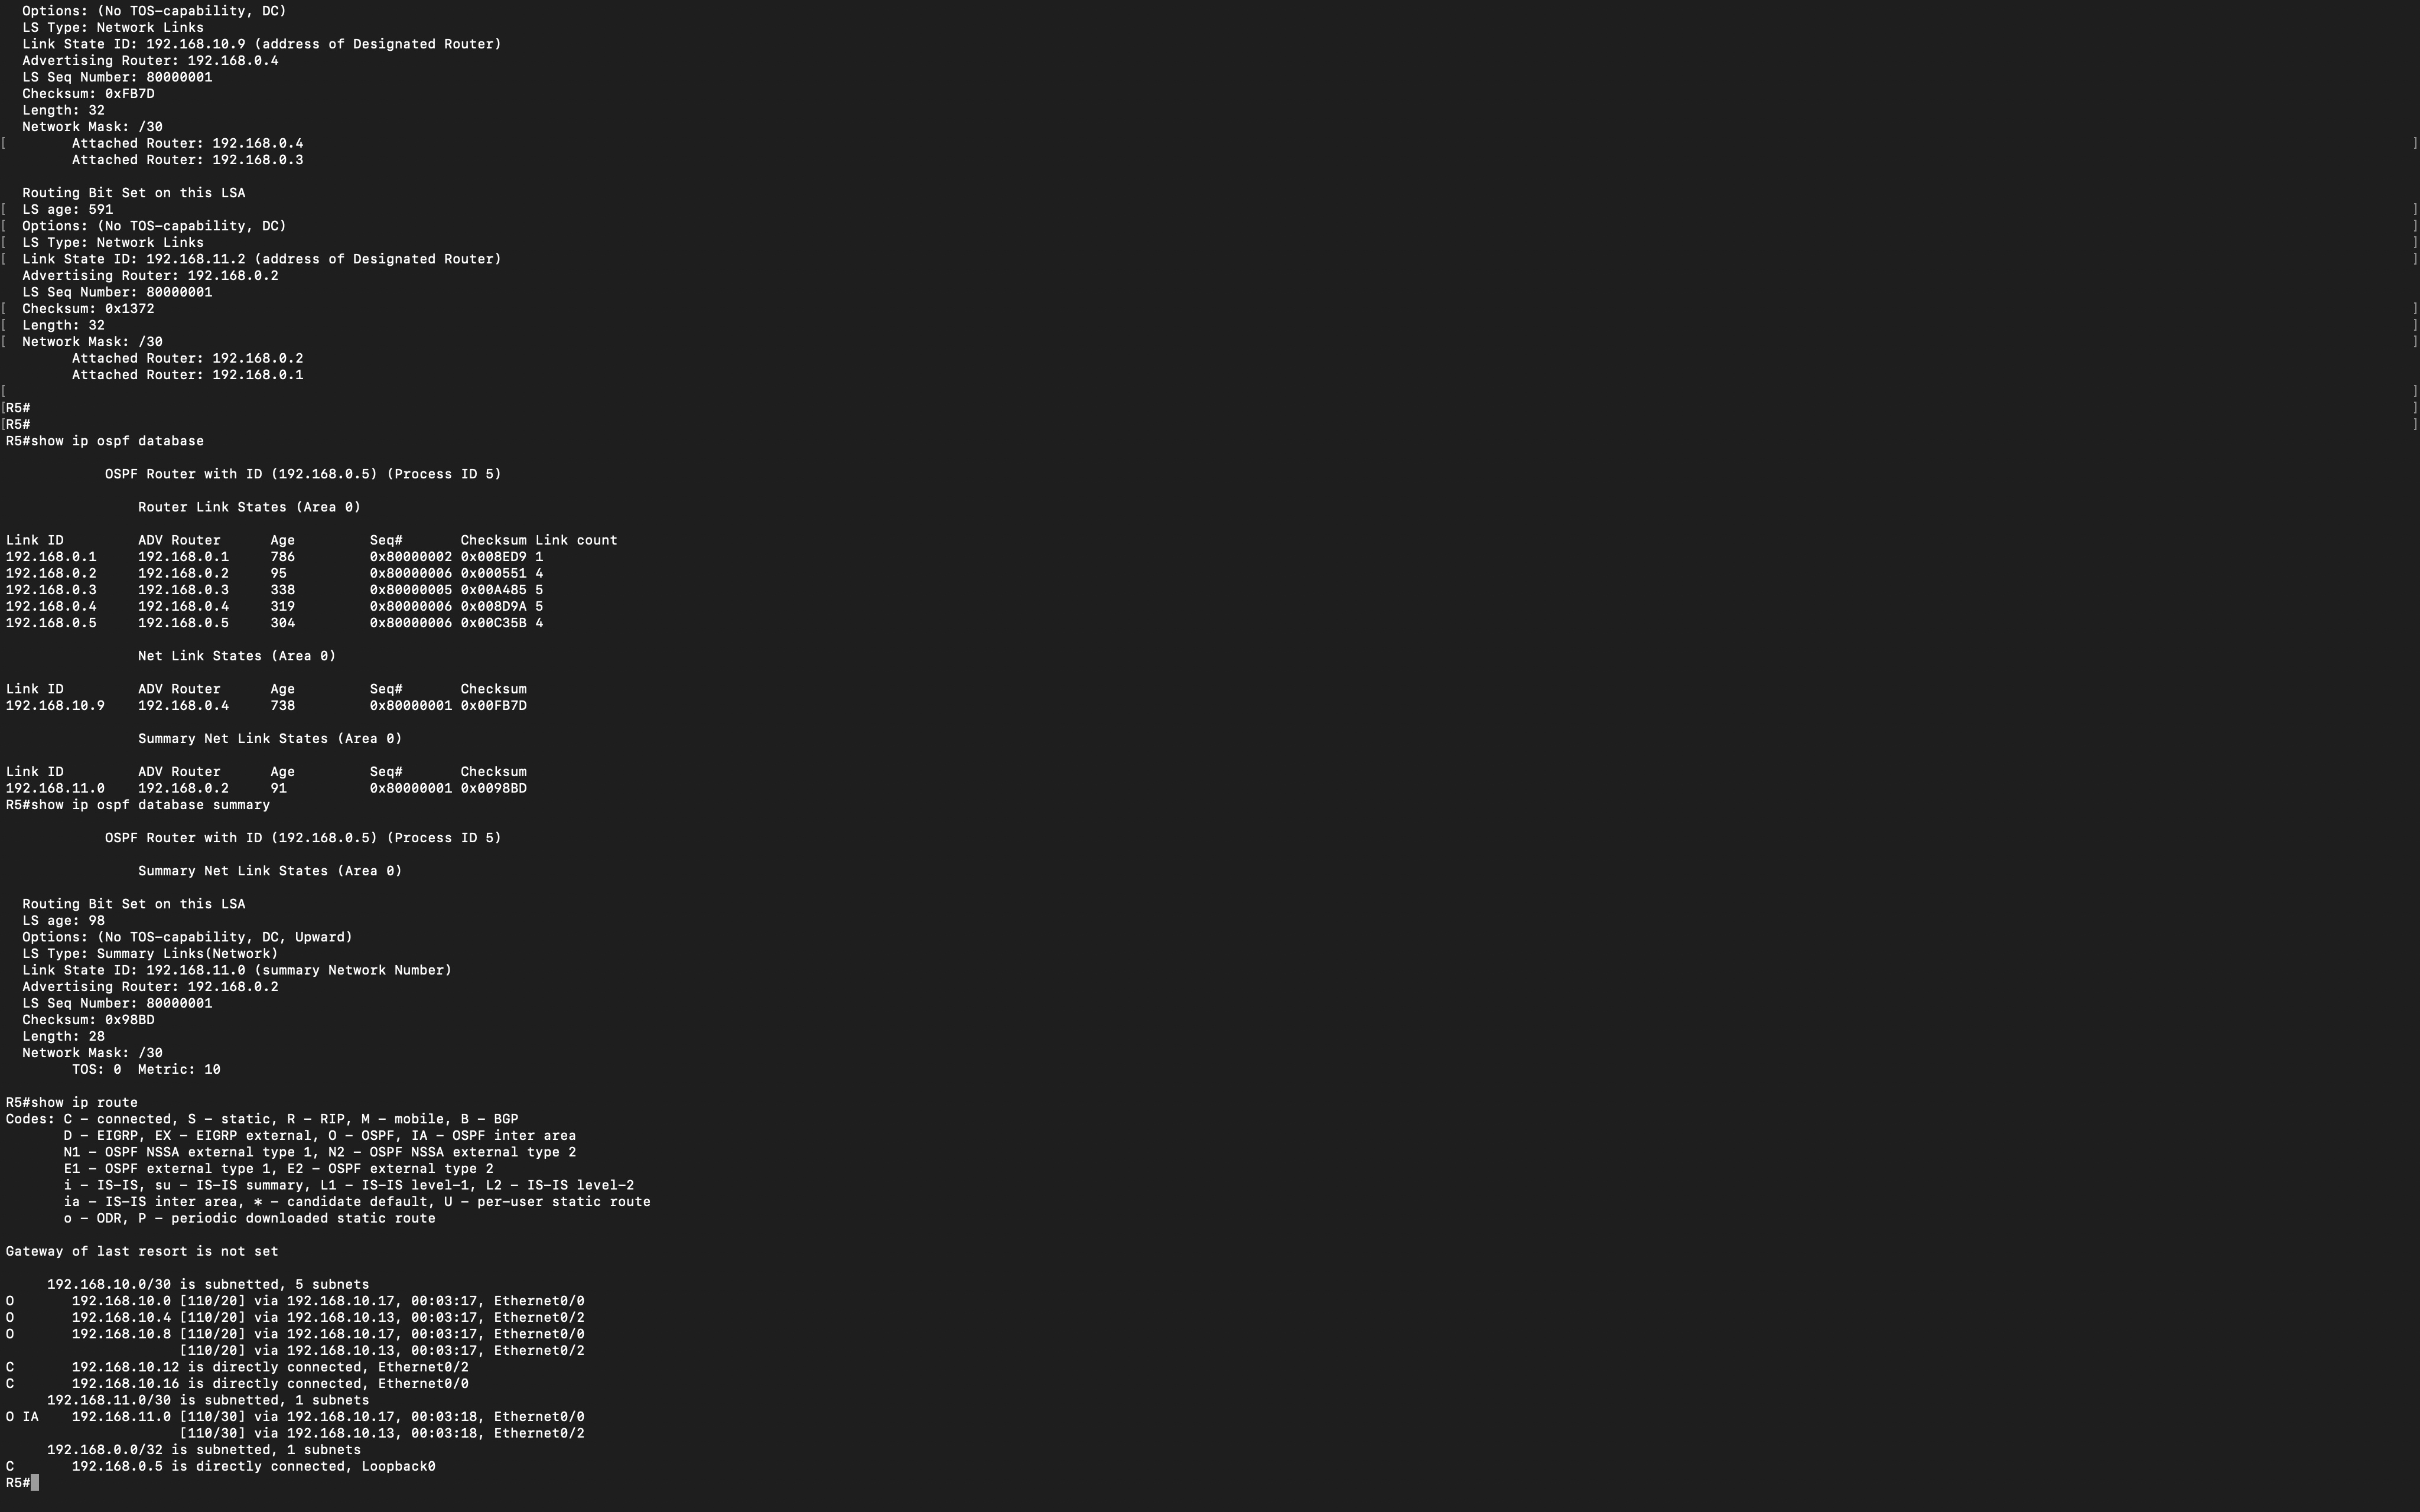 Options: (No TOS-capability, DC)
LS Type: Network Links
Link State ID: 192.168.10.9 (address of Designated Router)
Advertising Router: 192.168.0.4
LS Seq Number: 80000001
Checksum: 0xFB7D
Length: 32
Network Mask: /30
[ Attached Router: 192.168.0.4 ]
Attached Router: 192.168.0.3
Routing Bit Set on this LSA
[ LS age: 591 ]
[ Options: (No TOS-capability, DC) ]
[ LS Type: Network Links ]
[ Link State ID: 192.168.11.2 (address of Designated Router) ]
Advertising Router: 192.168.0.2
LS Seq Number: 80000001
[ Checksum: 0x1372 ]
[ Length: 32 ]
[ Network Mask: /30 ]
Attached Router: 192.168.0.2
Attached Router: 192.168.0.1
[ ]
[R5# ]
[R5# ]
R5#show ip ospf database
OSPF Router with ID (192.168.0.5) (Process ID 5)
Router Link States (Area 0)
Link ID ADV Router Age Seq# Checksum Link count
192.168.0.1 192.168.0.1 786 0x80000002 0x008ED9 1
192.168.0.2 192.168.0.2 95 0x80000006 0x000551 4
192.168.0.3 192.168.0.3 338 0x80000005 0x00A485 5
192.168.0.4 192.168.0.4 319 0x80000006 0x008D9A 5
192.168.0.5 192.168.0.5 304 0x80000006 0x00C35B 4
Net Link States (Area 0)
Link ID ADV Router Age Seq# Checksum
192.168.10.9 192.168.0.4 738 0x80000001 0x00FB7D
Summary Net Link States (Area 0)
Link ID ADV Router Age Seq# Checksum
192.168.11.0 192.168.0.2 91 0x80000001 0x0098BD
R5#show ip ospf database summary
OSPF Router with ID (192.168.0.5) (Process ID 5)
Summary Net Link States (Area 0)
Routing Bit Set on this LSA
LS age: 98
Options: (No TOS-capability, DC, Upward)
LS Type: Summary Links(Network)
Link State ID: 192.168.11.0 (summary Network Number)
Advertising Router: 192.168.0.2
LS Seq Number: 80000001
Checksum: 0x98BD
Length: 28
Network Mask: /30
TOS: 0 Metric: 10
R5#show ip route
Codes: C - connected, S - static, R - RIP, M - mobile, B - BGP
D - EIGRP, EX - EIGRP external, O - OSPF, IA - OSPF inter area
N1 - OSPF NSSA external type 1, N2 - OSPF NSSA external type 2
E1 - OSPF external type 1, E2 - OSPF external type 2
i - IS-IS, su - IS-IS summary, L1 - IS-IS level-1, L2 - IS-IS level-2
ia - IS-IS inter area, * - candidate default, U - per-user static route
o - ODR, P - periodic downloaded static route
Gateway of last resort is not set
192.168.10.0/30 is subnetted, 5 subnets
O 192.168.10.0 [110/20] via 192.168.10.17, 00:03:17, Ethernet0/0
O 192.168.10.4 [110/20] via 192.168.10.13, 00:03:17, Ethernet0/2
O 192.168.10.8 [110/20] via 192.168.10.17, 00:03:17, Ethernet0/0
[110/20] via 192.168.10.13, 00:03:17, Ethernet0/2
C 192.168.10.12 is directly connected, Ethernet0/2
C 192.168.10.16 is directly connected, Ethernet0/0
192.168.11.0/30 is subnetted, 1 subnets
O IA 192.168.11.0 [110/30] via 192.168.10.17, 00:03:18, Ethernet0/0
[110/30] via 192.168.10.13, 00:03:18, Ethernet0/2
192.168.0.0/32 is subnetted, 1 subnets
C 192.168.0.5 is directly connected, Loopback0
R5#